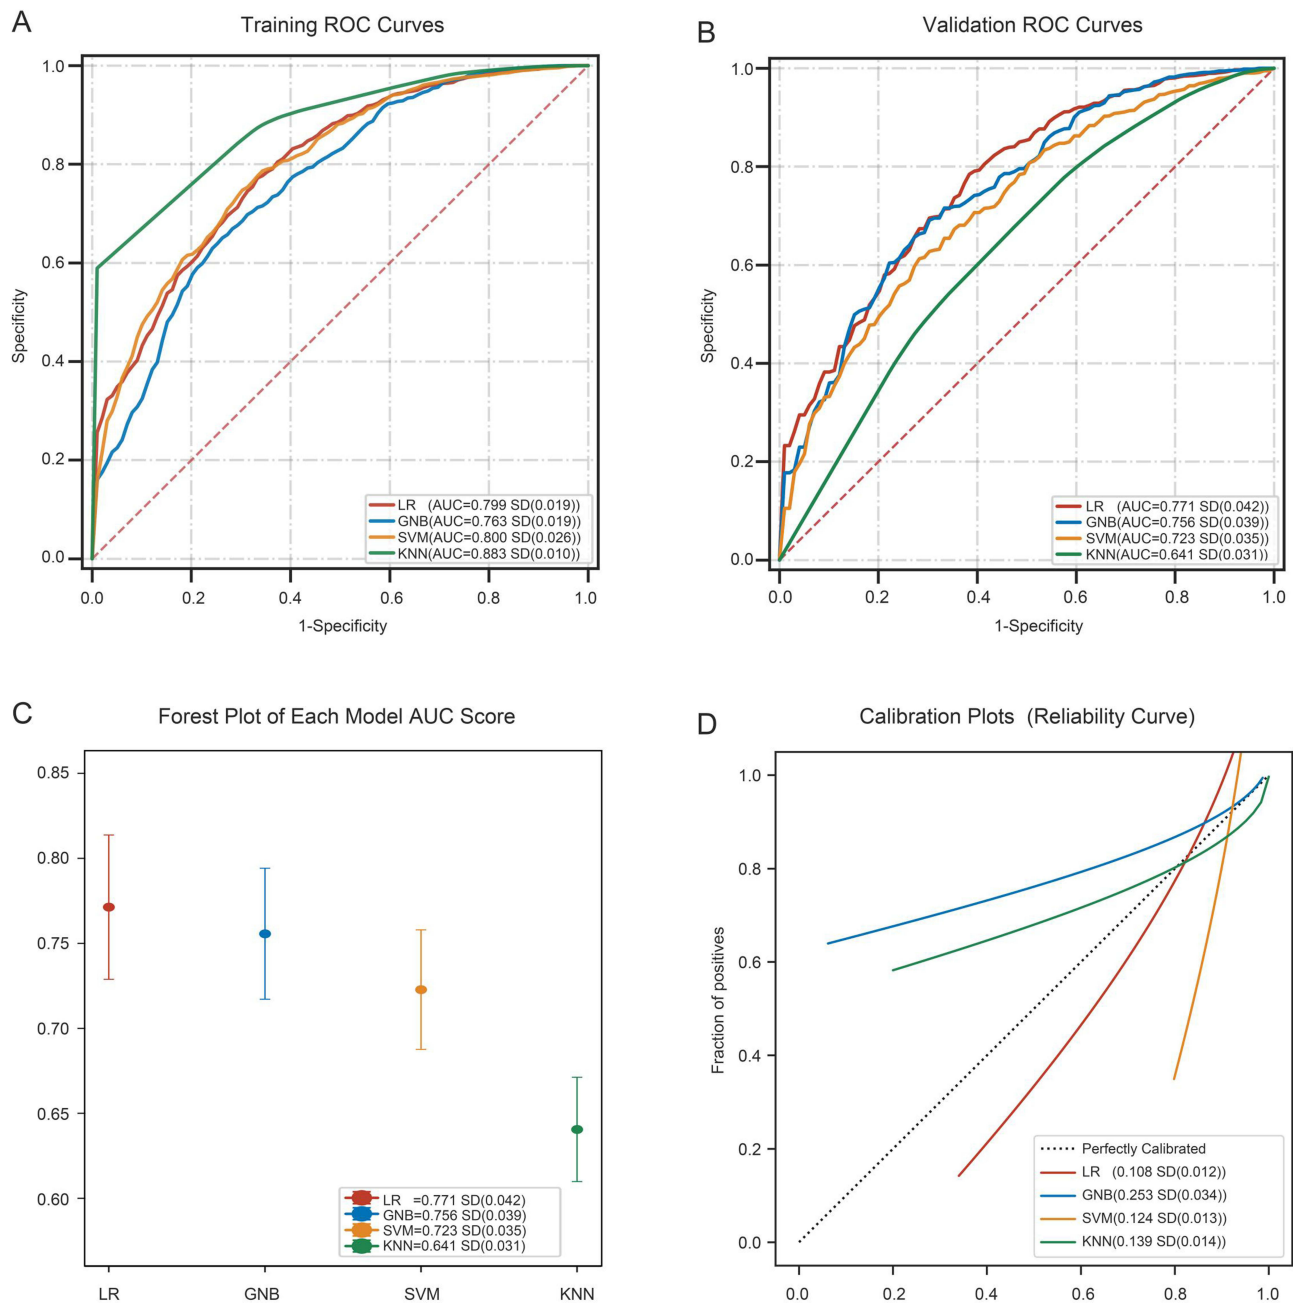 A
Training ROC Curves
1.0
0.8
0.6
0.4
0.2
0.0
Specificity
LR (AUC=0.799 SD(0.019))
GNB(AUC=0.763 SD(0.019))
SVM(AUC=0.800 SD(0.026))
KNN(AUC=0.883 SD(0.010))
0.0 0.2 0.4 0.6 0.8 1.0
1-Specificity
B
Validation ROC Curves
1.0
0.8
0.6
0.4
0.2
0.0
Specificity
LR (AUC=0.771 SD(0.042))
GNB(AUC=0.756 SD(0.039))
SVM(AUC=0.723 SD(0.035))
KNN(AUC=0.641 SD(0.031))
0.0 0.2 0.4 0.6 0.8 1.0
1-Specificity
C
Forest Plot of Each Model AUC Score
0.85
0.80
0.75
0.70
0.65
0.60
LR =0.771 SD(0.042)
GNB=0.756 SD(0.039)
SVM=0.723 SD(0.035)
KNN=0.641 SD(0.031)
LR GNB SVM KNN
D
Calibration Plots (Reliability Curve)
1.0
0.8
0.6
0.4
0.2
0.0
Fraction of positives
Perfectly Calibrated
LR (0.108 SD(0.012))
GNB(0.253 SD(0.034))
SVM(0.124 SD(0.013))
KNN(0.139 SD(0.014))
0.0 0.2 0.4 0.6 0.8 1.0